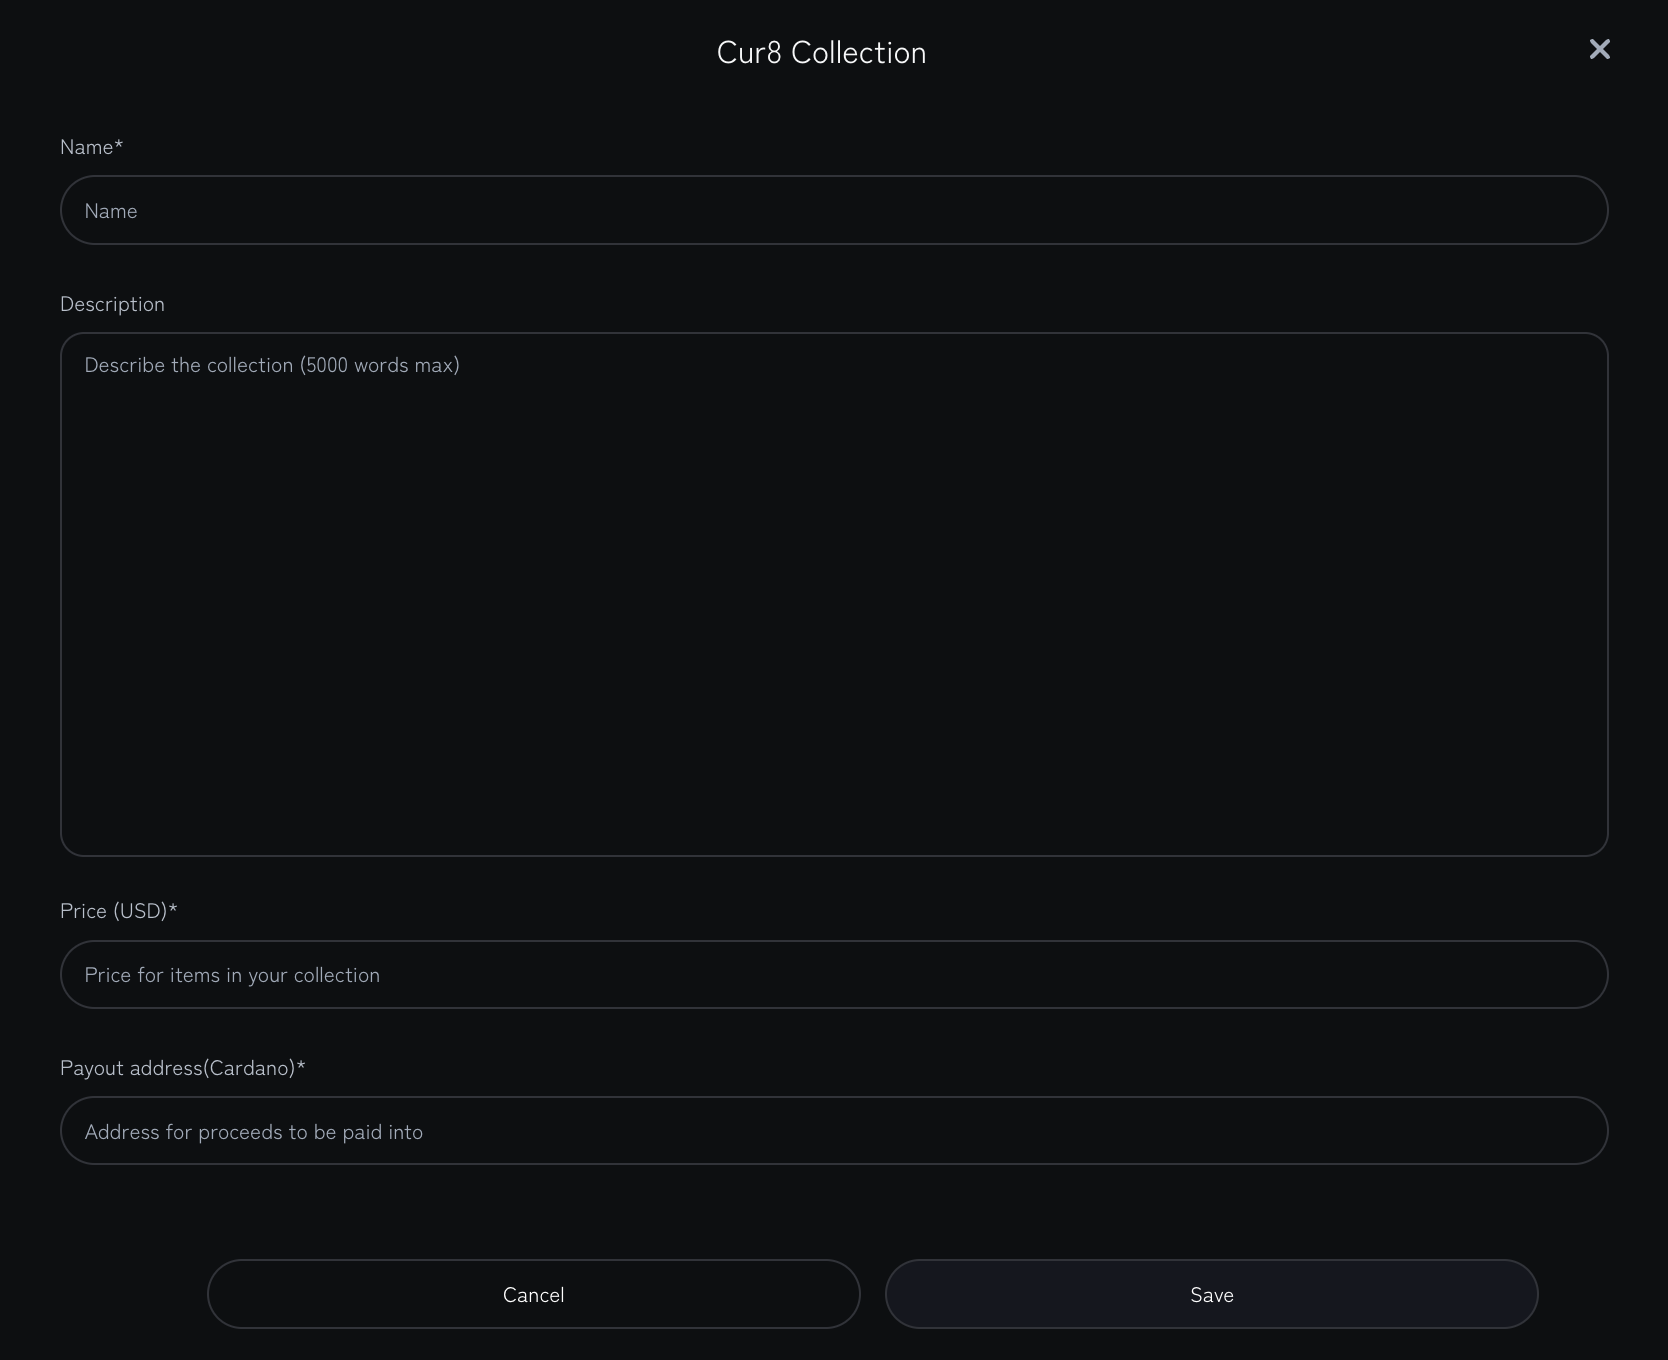 Cur8 Collection
Name*
Name
Description
Describe the collection (5000 words max)
Price (USD)*
Price for items in your collection
Payout address(Cardano)*
Address for proceeds to be paid into
Cancel
Save